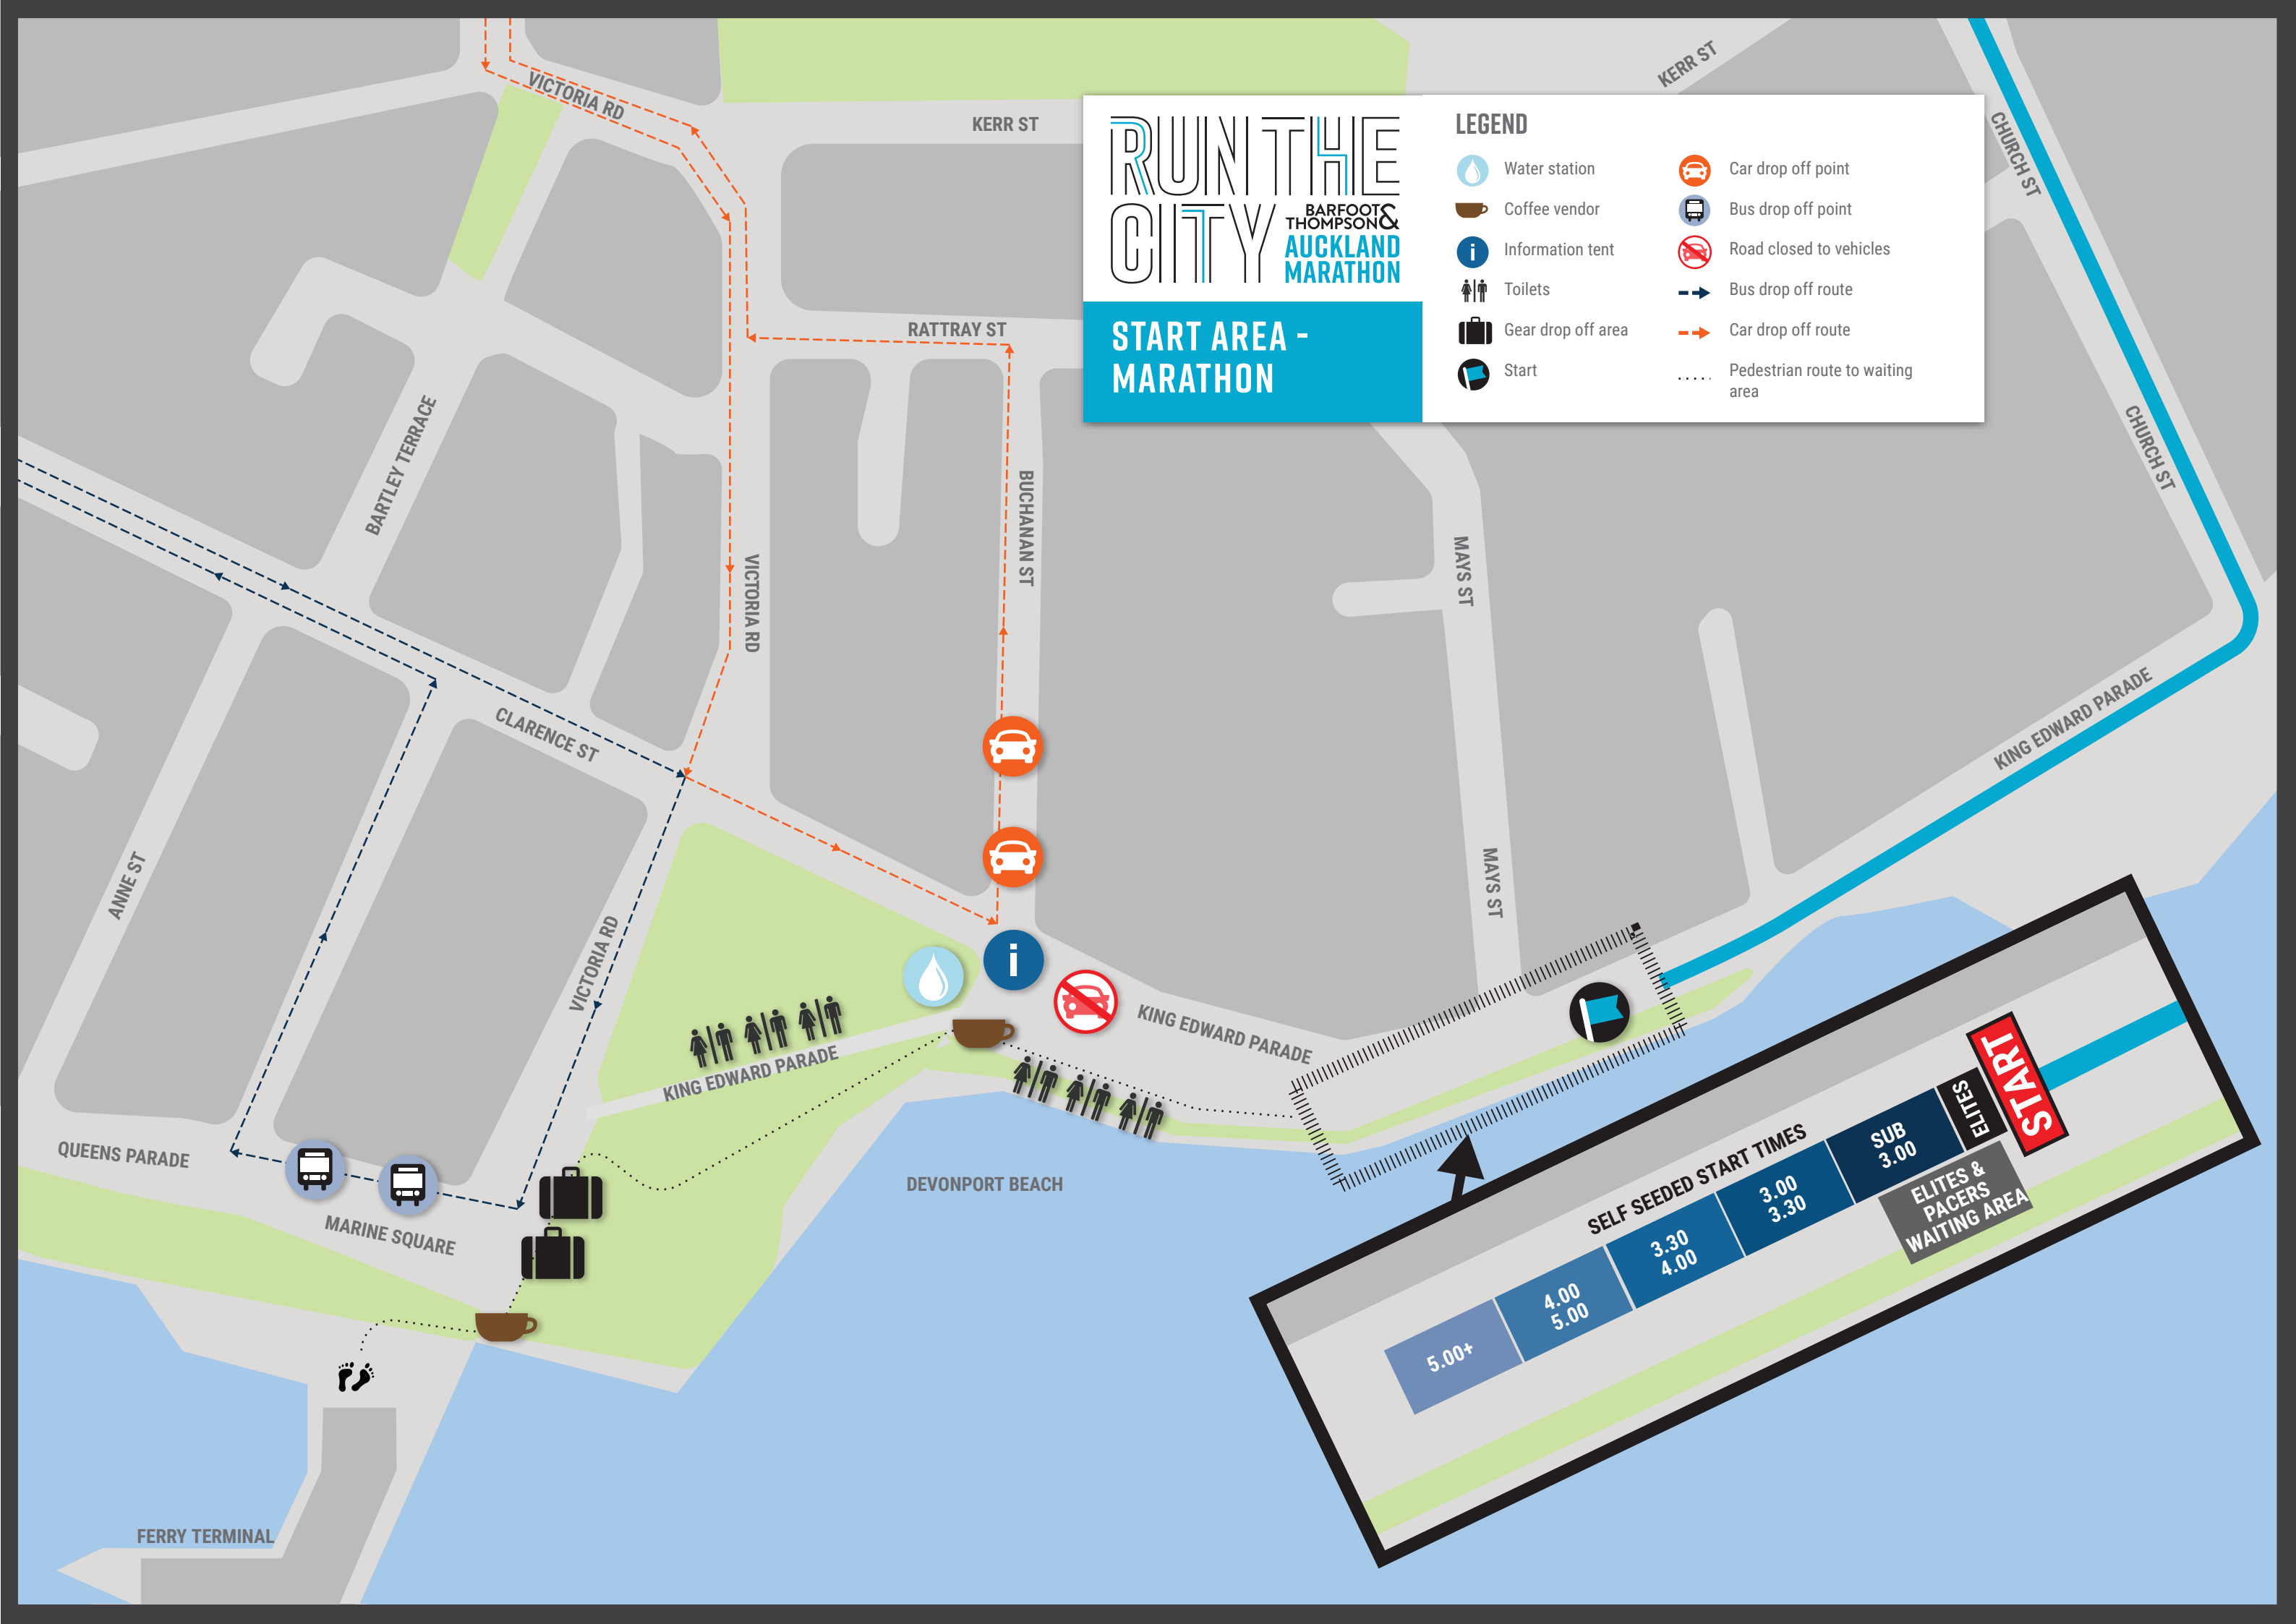 VICTORIA RD
KERR ST
KERR ST
CHURCH ST
RUN THE
CITY
BARFOOT &
THOMPSON
AUCKLAND
MARATHON
START AREA -
MARATHON
LEGEND
Water station
Coffee vendor
Information tent
Toilets
Gear drop off area
Start
Car drop off point
Bus drop off point
Road closed to vehicles
Bus drop off route
Car drop off route
Pedestrian route to waiting
area
RATTRAY ST
BARTLEY TERRACE
BUCHANAN ST
VICTORIA RD
MAYS ST
CHURCH ST
CLARENCE ST
KING EDWARD PARADE
ANNE ST
VICTORIA RD
MAYS ST
i
KING EDWARD PARADE
KING EDWARD PARADE
QUEENS PARADE
MARINE SQUARE
DEVONPORT BEACH
FERRY TERMINAL
SELF SEEDED START TIMES
START
ELITES
SUB
3.00
3.00
3.30
3.30
4.00
4.00
5.00
5.00+
ELITES &
PACERS
WAITING AREA